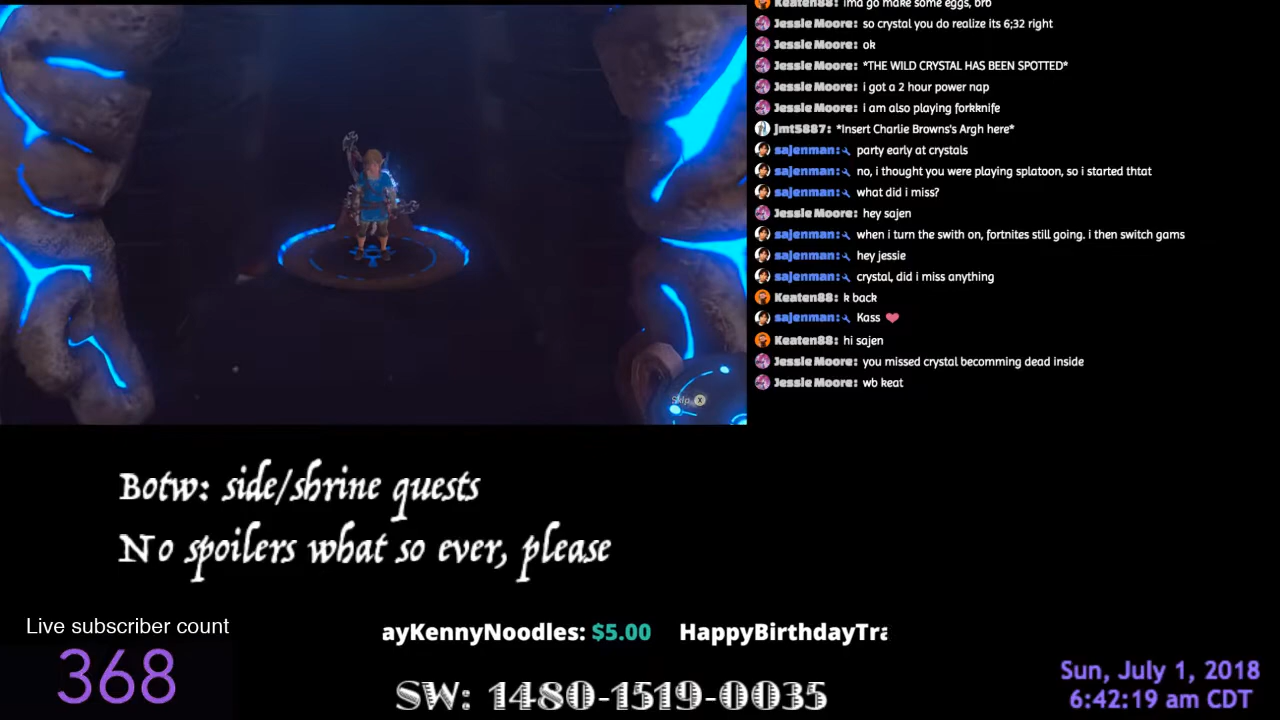 Keaten88: ima go make some eggs, brb
Jessie Moore: so crystal you do realize its 6;32 right
Jessie Moore: ok
Jessie Moore: *THE WILD CRYSTAL HAS BEEN SPOTTED*
Jessie Moore: i got a 2 hour power nap
Jessie Moore: i am also playing forkknife
jmt5887: *Insert Charlie Browns's Argh here*
sajenman: party early at crystals
sajenman: no, i thought you were playing splatoon, so i started thtat
sajenman: what did i miss?
Jessie Moore: hey sajen
sajenman: when i turn the swith on, fortnites still going. i then switch gams
sajenman: hey jessie
sajenman: crystal, did i miss anything
Keaten88: k back
sajenman: Kass ❤
Keaten88: hi sajen
Jessie Moore: you missed crystal becomming dead inside
Jessie Moore: wb keat
Skip X
Botw: side/shrine quests
No spoilers what so ever, please
Live subscriber count
368
ayKennyNoodles: $5.00 HappyBirthdayTra
SW: 1480-1519-0035
Sun, July 1, 2018
6:42:19 am CDT